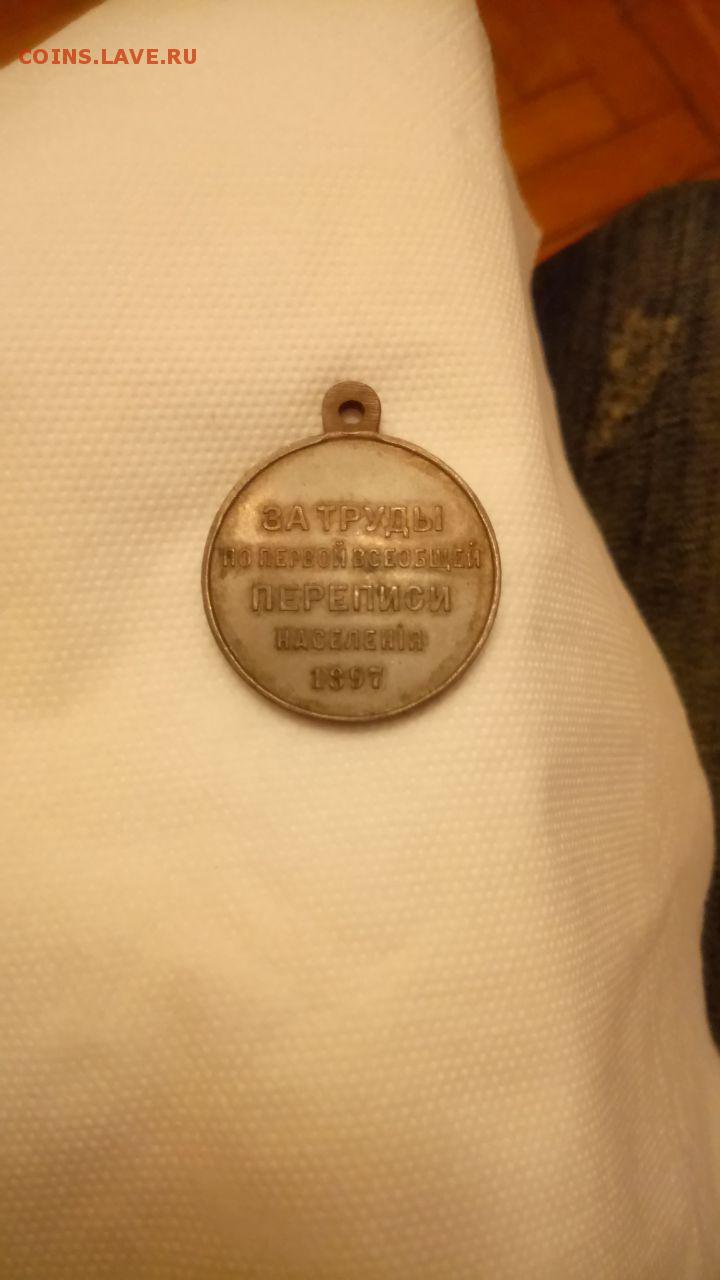 COINS.LAVE.RU
ЗА ТРУДЫ
ПО ПЕРВОЙ ВСЕОБЩЕЙ
ПЕРЕПИСИ
НАСЕЛЕНІЯ
1897